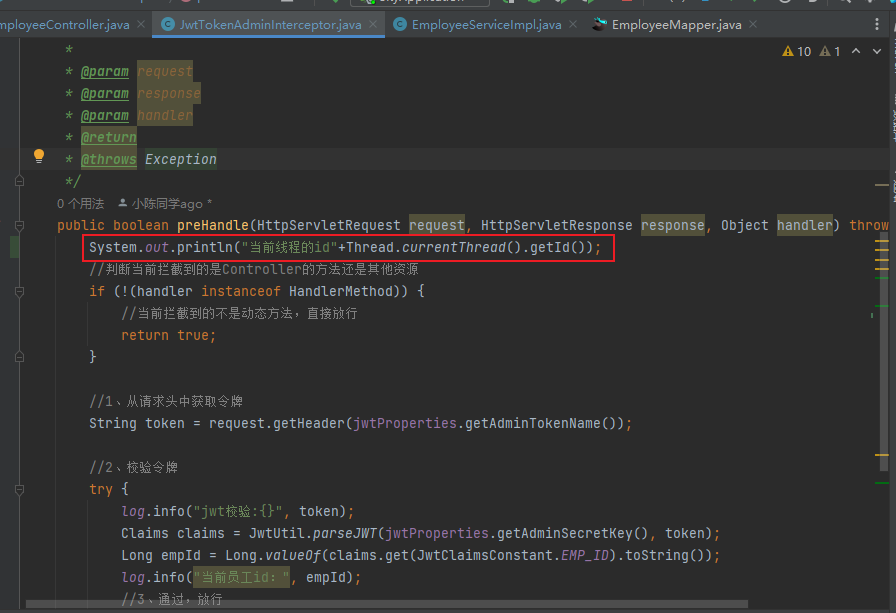 mployeeController.java × JwtTokenAdminInterceptor.java × EmployeeServiceImpl.java × EmployeeMapper.java ×
*
10 1
* @param request
* @param response
* @param handler
* @return
* @throws Exception
*/
0 个用法 小陈同学ago *
public boolean preHandle(HttpServletRequest request, HttpServletResponse response, Object handler) throw
System.out.println("当前线程的id"+Thread.currentThread().getId());
//判断当前拦截到的是Controller的方法还是其他资源
if (!(handler instanceof HandlerMethod)) {
//当前拦截到的不是动态方法，直接放行
return true;
}
//1、从请求头中获取令牌
String token = request.getHeader(jwtProperties.getAdminTokenName());
//2、校验令牌
try {
log.info("jwt校验:{}", token);
Claims claims = JwtUtil.parseJWT(jwtProperties.getAdminSecretKey(), token);
Long empId = Long.valueOf(claims.get(JwtClaimsConstant.EMP_ID).toString());
log.info("当前员工id：", empId);
//3、通过，放行